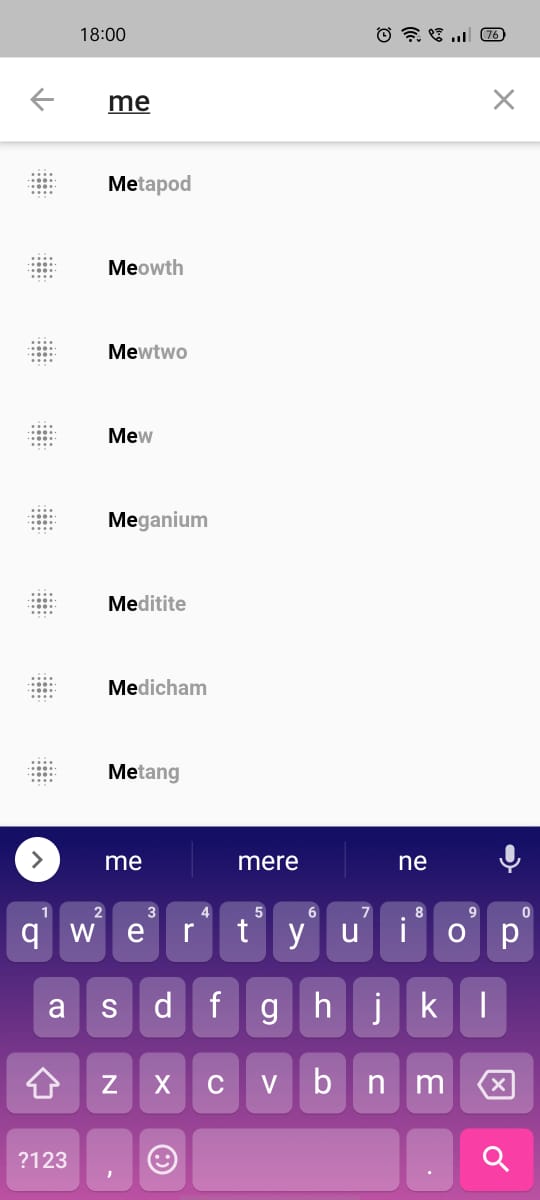 18:00 76
me
Metapod
Meowth
Mewtwo
Mew
Meganium
Meditite
Medicham
Metang
me mere ne
q1 w2 e3 r4 t5 y6 u7 i8 o9 p0
a s d f g h j k l
z x c v b n m
?123 , .